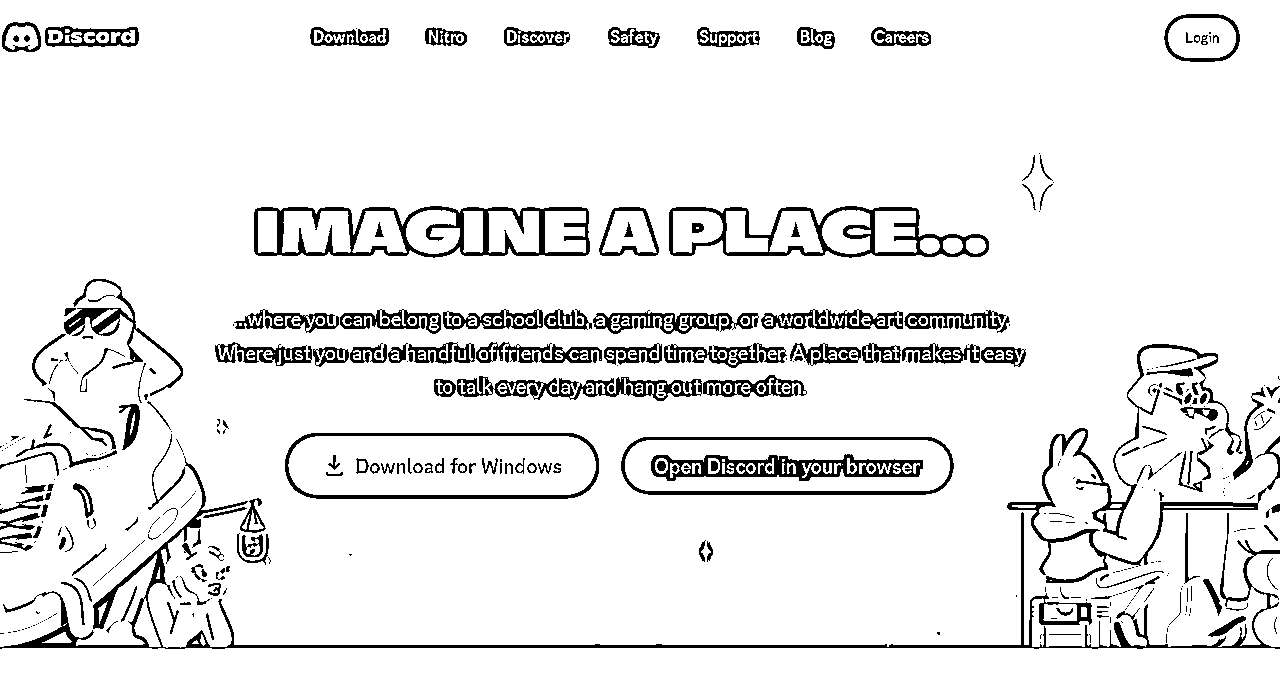 Discord
Download Nitro Discover Safety Support Blog Careers
Login
IMAGINE A PLACE...
...where you can belong to a school club, a gaming group, or a worldwide art community.
Where just you and a handful of friends can spend time together. A place that makes it easy
to talk every day and hang out more often.
Download for Windows
Open Discord in your browser